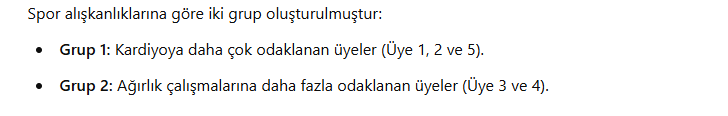 Spor alışkanlıklarına göre iki grup oluşturulmuştur:
• Grup 1: Kardiyoya daha çok odaklanan üyeler (Üye 1, 2 ve 5).
• Grup 2: Ağırlık çalışmalarına daha fazla odaklanan üyeler (Üye 3 ve 4).